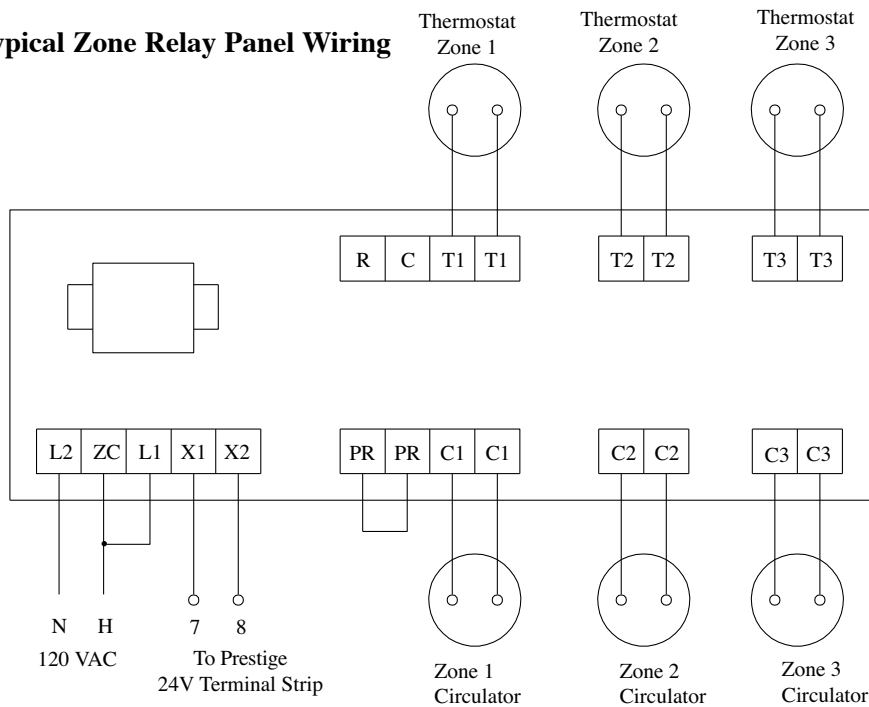 ypical Zone Relay Panel Wiring
Thermostat
Zone 1
Thermostat
Zone 2
Thermostat
Zone 3
R C T1 T1
T2 T2
T3 T3
L2 ZC L1 X1 X2
PR PR C1 C1
C2 C2
C3 C3
N H
7 8
120 VAC
To Prestige
24V Terminal Strip
Zone 1
Circulator
Zone 2
Circulator
Zone 3
Circulator